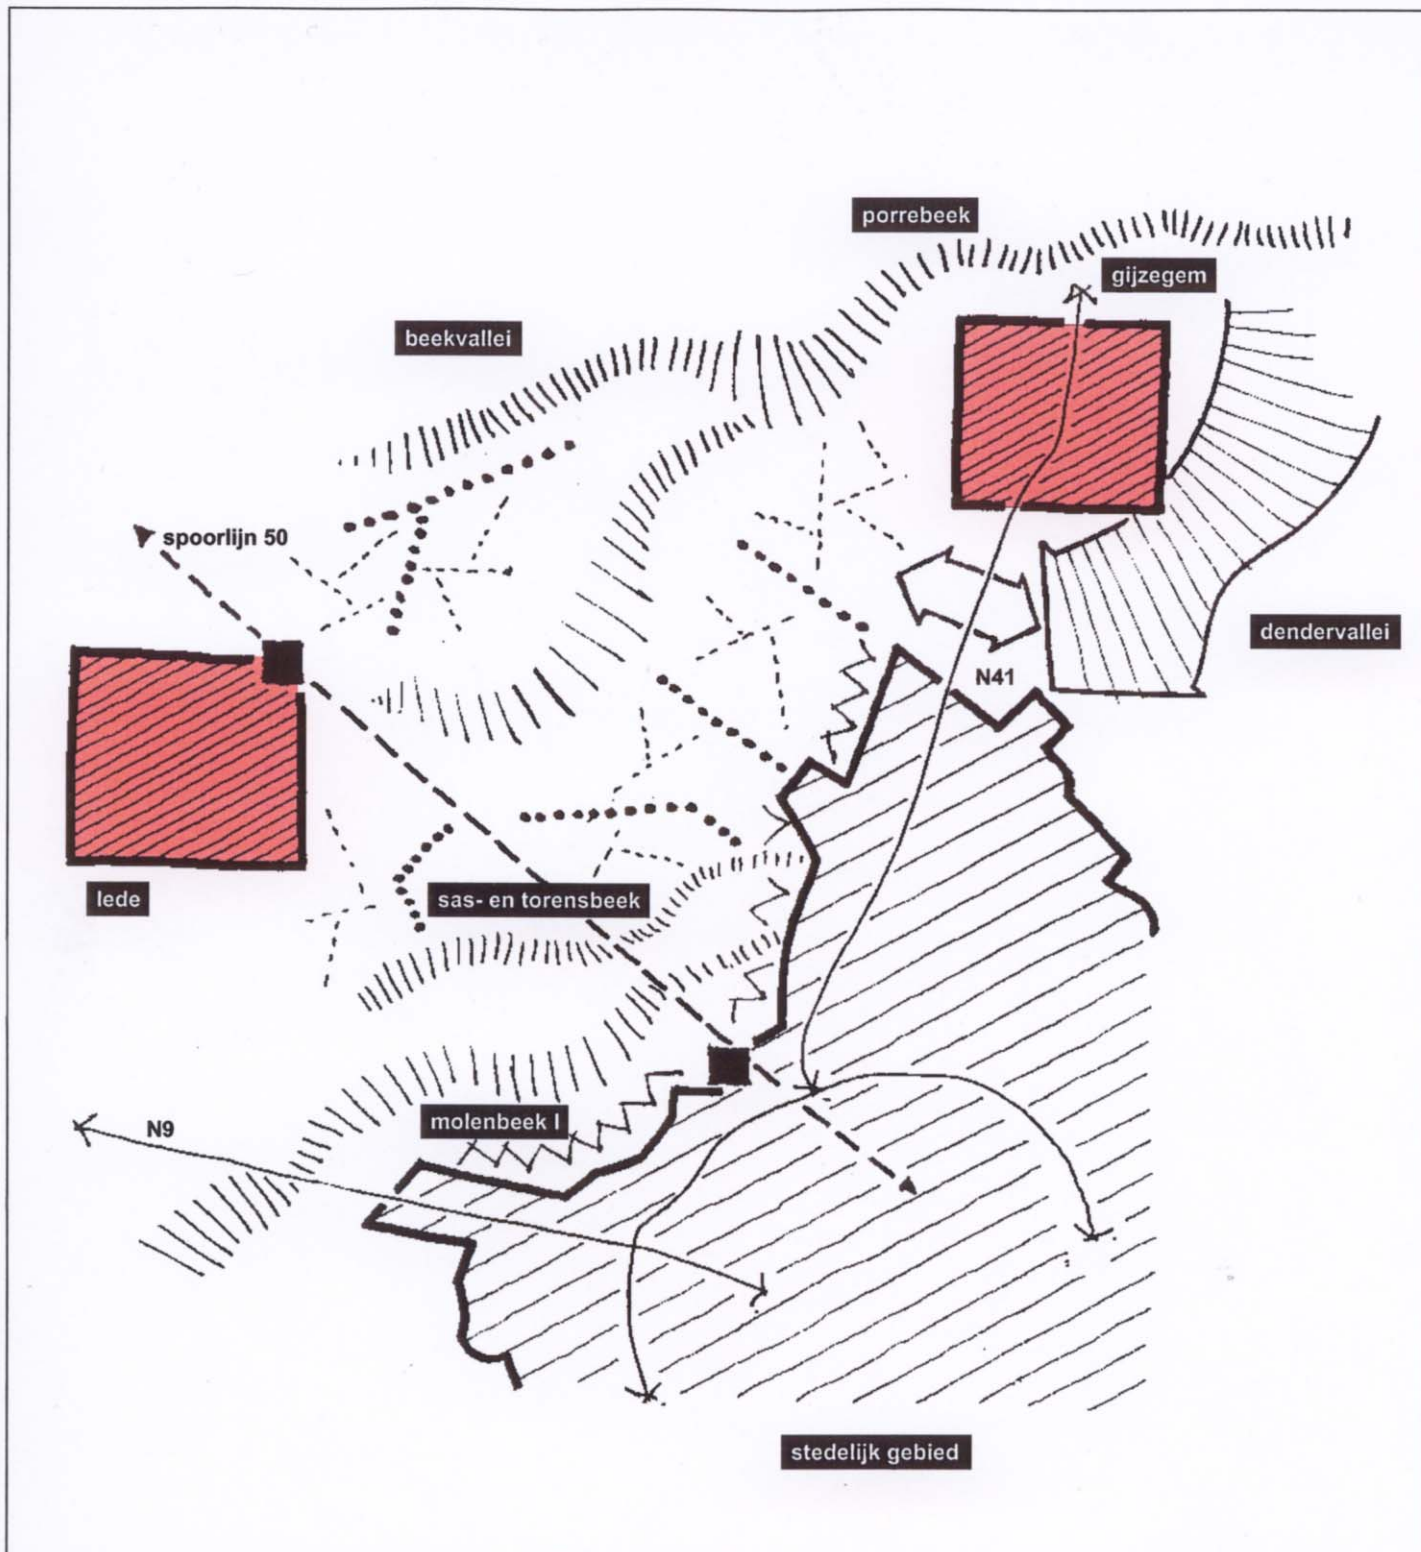 porrebeek
gijzegem
beekvallei
spoorlijn 50
dendervallei
N41
lede
sas- en torensbeek
molenbeek I
N9
stedelijk gebied